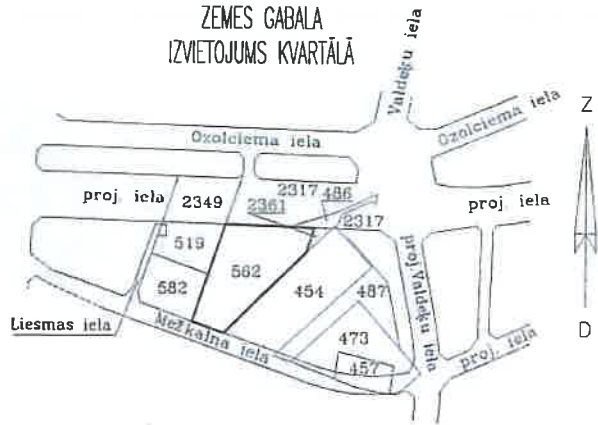 ZEMES GABALA
IZVIETOJUMS KVARTĀLĀ
Valdeķu iela
Ozolciema iela
Ozolciema iela
Z
proj. iela
2349
2317
486
2361
2317
proj. iela
519
562
proj. Valdeķu iela
582
454
487
Liesmas iela
Mežkalna iela
473
457
proj. iela
D